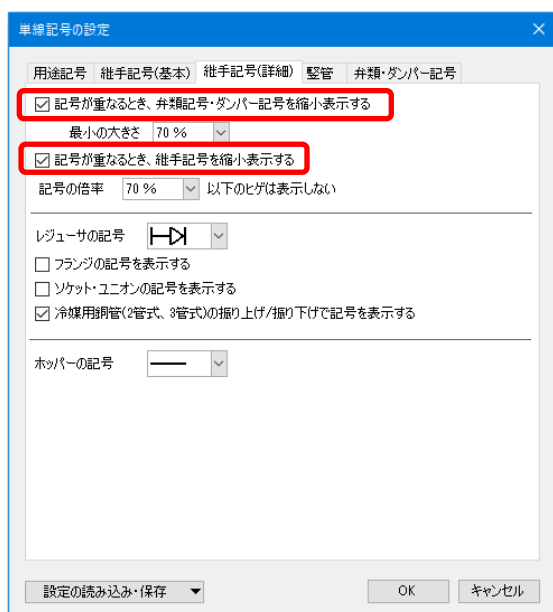 単線記号の設定
用途記号 継手記号(基本) 継手記号(詳細) 竪管 弁類・ダンパー記号
記号が重なるとき、弁類記号・ダンパー記号を縮小表示する
最小の大きさ 70 %
記号が重なるとき、継手記号を縮小表示する
記号の倍率 70 % 以下のヒゲは表示しない
レジューサの記号
フランジの記号を表示する
ソケット・ユニオンの記号を表示する
冷媒用銅管(2管式、3管式)の振り上げ/振り下げで記号を表示する
ホッパーの記号
設定の読み込み・保存 OK キャンセル